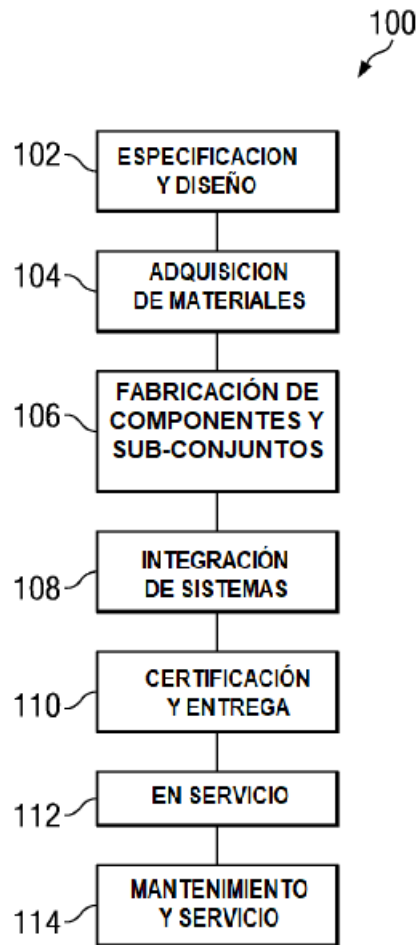 100
102
ESPECIFICACION
Y DISEÑO
104
ADQUISICION
DE MATERIALES
106
FABRICACIÓN DE
COMPONENTES Y
SUB-CONJUNTOS
108
INTEGRACIÓN
DE SISTEMAS
110
CERTIFICACIÓN
Y ENTREGA
112
EN SERVICIO
114
MANTENIMIENTO
Y SERVICIO